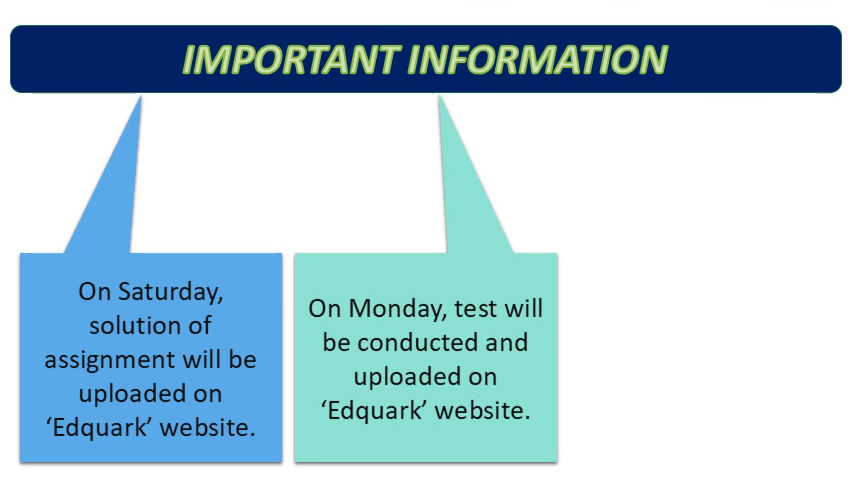 IMPORTANT INFORMATION
On Saturday,
solution of
assignment will be
uploaded on
‘Edquark’ website.
On Monday, test will
be conducted and
uploaded on
‘Edquark’ website.